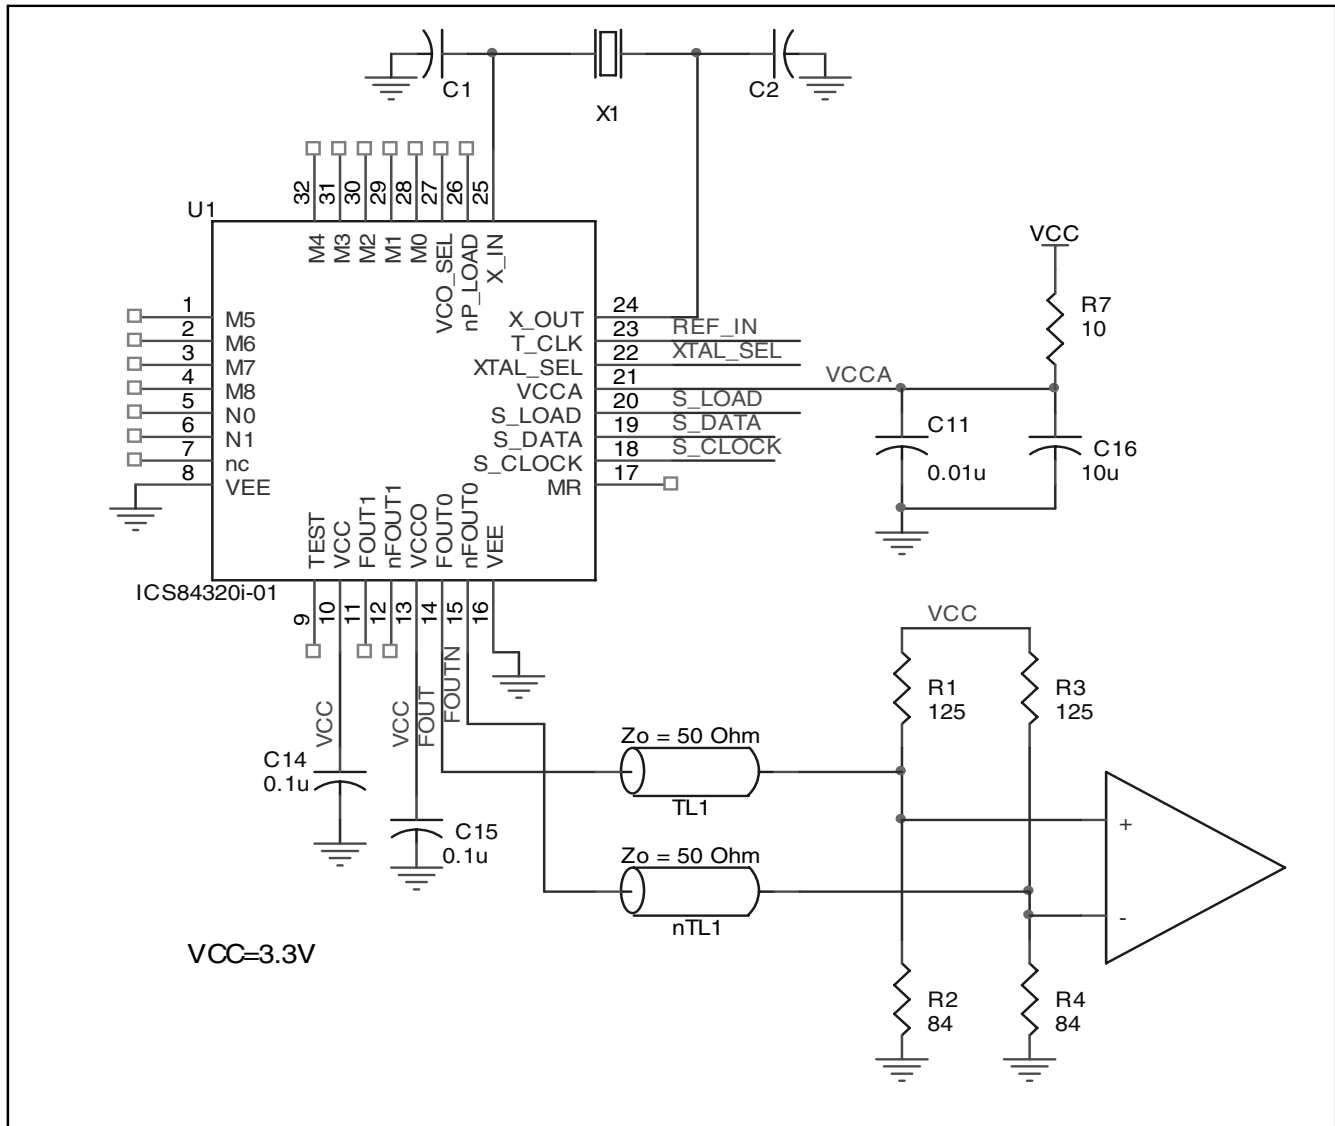 C1
X1
C2
U1
32
31
30
29
28
27
26
25
M4
M3
M2
M1
M0
VCO_SEL
nP_LOAD
X_IN
1 M5
2 M6
3 M7
4 M8
5 N0
6 N1
7 nc
8 VEE
X_OUT 24
T_CLK 23 REF_IN
XTAL_SEL 22 XTAL_SEL
VCCA 21 VCCA
S_LOAD 20 S_LOAD
S_DATA 19 S_DATA
S_CLOCK 18 S_CLOCK
MR 17
VCC
R7
10
C11
0.01u
C16
10u
TEST
VCC
FOUT1
nFOUT1
VCCO
FOUT0
nFOUT0
VEE
ICS84320i-01
9
10
11
12
13
14
15
16
VCC
VCC
FOUT
FOUTN
C14
0.1u
C15
0.1u
Zo = 50 Ohm
TL1
Zo = 50 Ohm
nTL1
VCC
R1
125
R3
125
+
-
R2
84
R4
84
VCC=3.3V